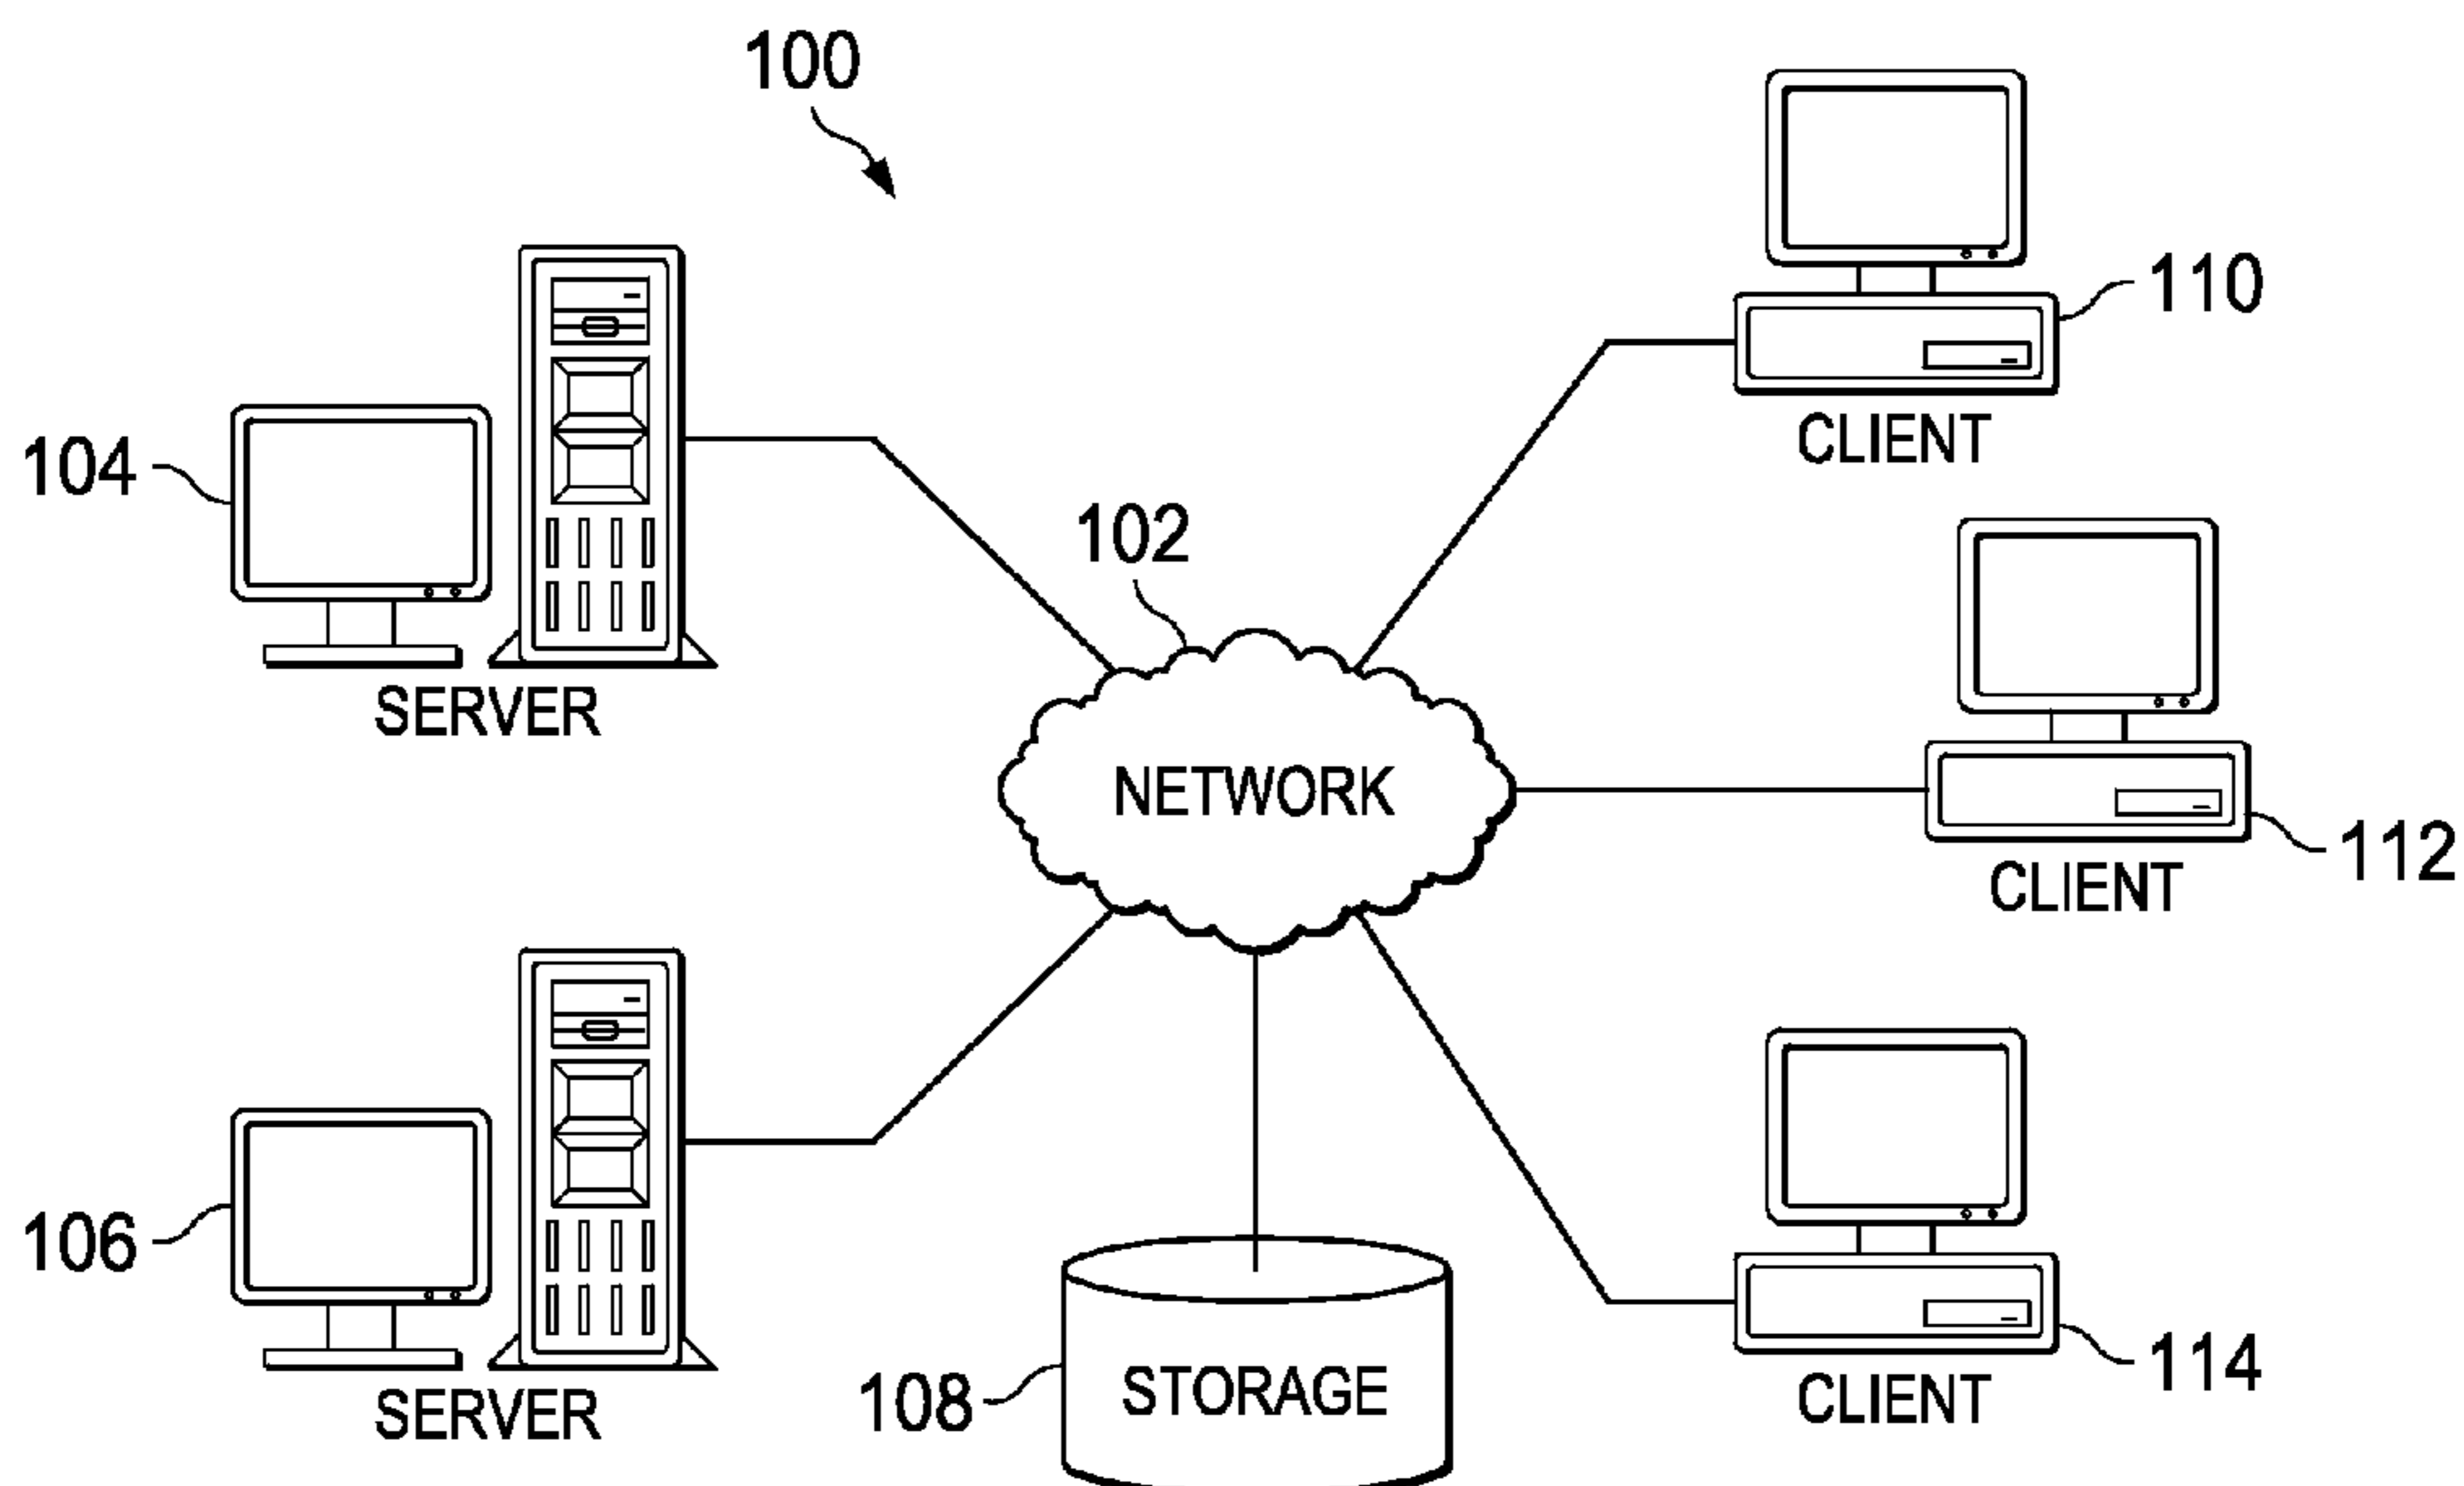 100
110
CLIENT
104
102
SERVER
NETWORK
112
CLIENT
106
SERVER
108
STORAGE
114
CLIENT